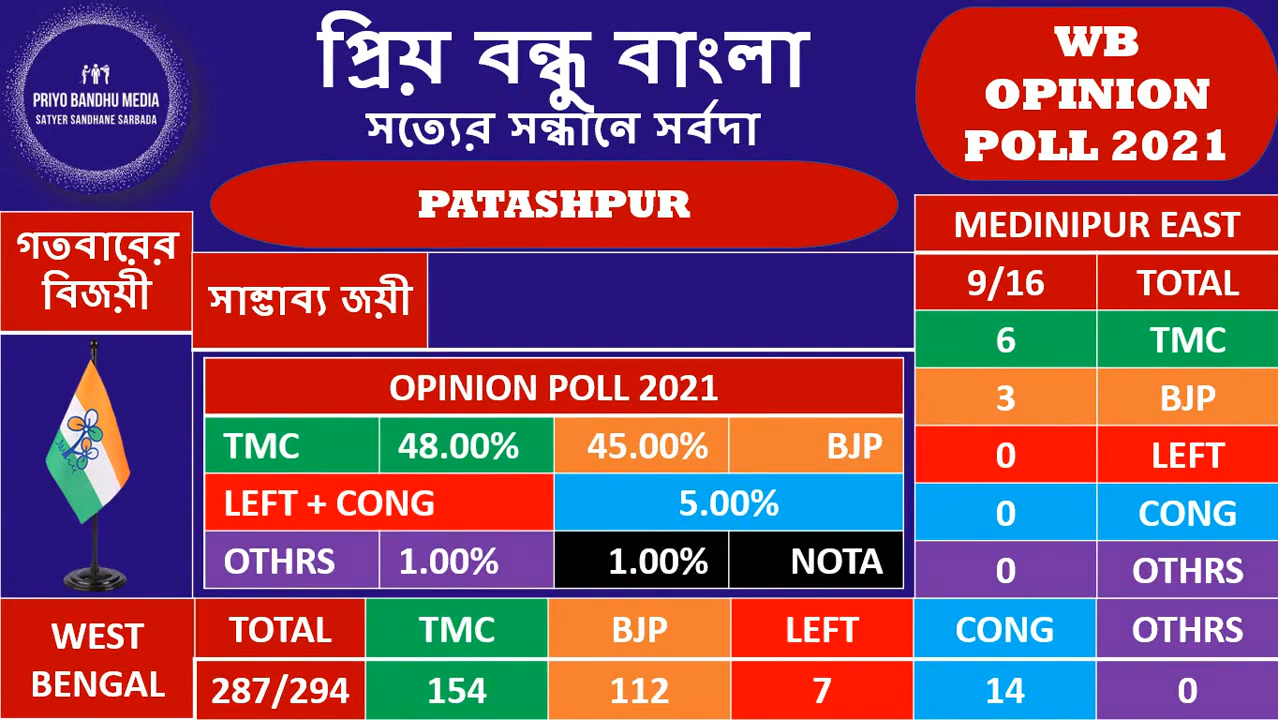 PRIYO BANDHU MEDIA
SATYER SANDHANE SARBADA
প্রিয় বন্ধু বাংলা
সত্যের সন্ধানে সর্বদা
WB
OPINION
POLL 2021
PATASHPUR
গতবারের
বিজয়ী
সাম্ভাব্য জয়ী
MEDINIPUR EAST
9/16 TOTAL
6 TMC
3 BJP
0 LEFT
0 CONG
0 OTHRS
OPINION POLL 2021
TMC 48.00% 45.00% BJP
LEFT + CONG 5.00%
OTHRS 1.00% 1.00% NOTA
WEST
BENGAL
TOTAL TMC BJP LEFT CONG OTHRS
287/294 154 112 7 14 0